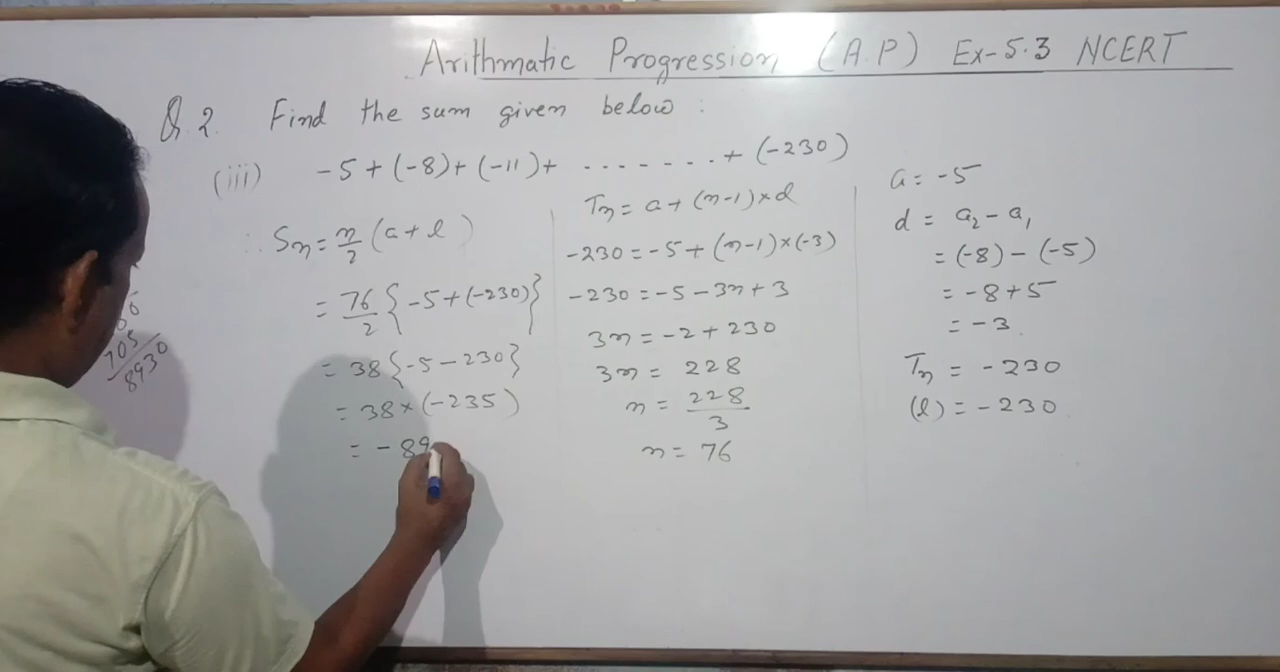 Arithmatic Progression (A.P) Ex-5.3 NCERT
Q.2. Find the sum given below :
(iii) -5+(-8)+(-11)+ ....... +(-230)
∴ Sn = n/2 (a+l)
= 76/2 {-5+(-230)}
= 38{-5-230}
= 38×(-235)
= -89
Tn = a+(n-1)×d
-230 = -5+(n-1)×(-3)
-230 = -5-3n+3
3n = -2+230
3n = 228
n = 228/3
n = 76
a = -5
d = a2-a1
= (-8)-(-5)
= -8+5
= -3
Tn = -230
(l) = -230
705
8930